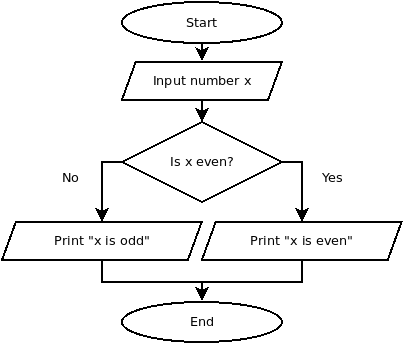 Start
Input number x
Is x even?
No
Yes
Print "x is odd"
Print "x is even"
End